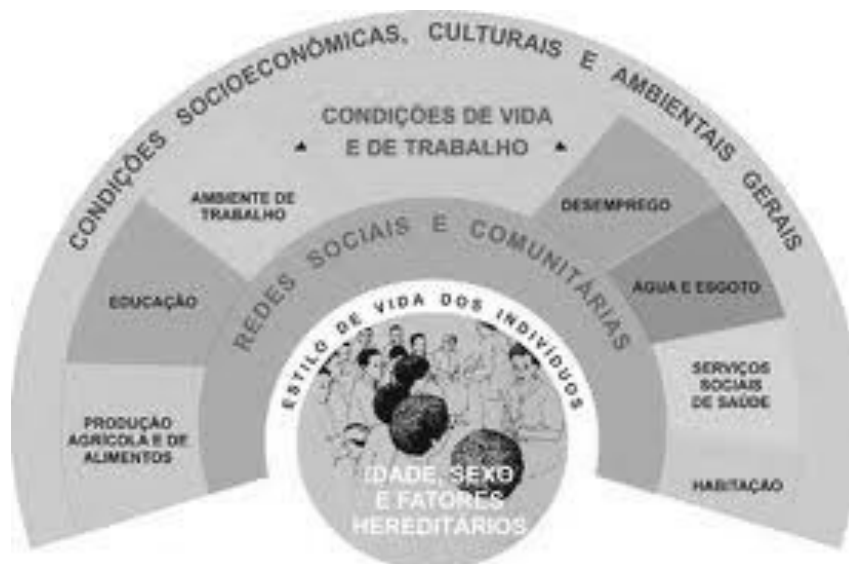 CONDIÇÕES SOCIOECONÔMICAS, CULTURAIS E AMBIENTAIS GERAIS
CONDIÇÕES DE VIDA
E DE TRABALHO
AMBIENTE DE
TRABALHO
DESEMPREGO
EDUCAÇÃO
ÁGUA E ESGOTO
PRODUÇÃO
AGRÍCOLA E DE
ALIMENTOS
SERVIÇOS
SOCIAIS
DE SAÚDE
HABITAÇÃO
REDES SOCIAIS E COMUNITÁRIAS
ESTILO DE VIDA DOS INDIVÍDUOS
IDADE, SEXO
E FATORES
HEREDITÁRIOS